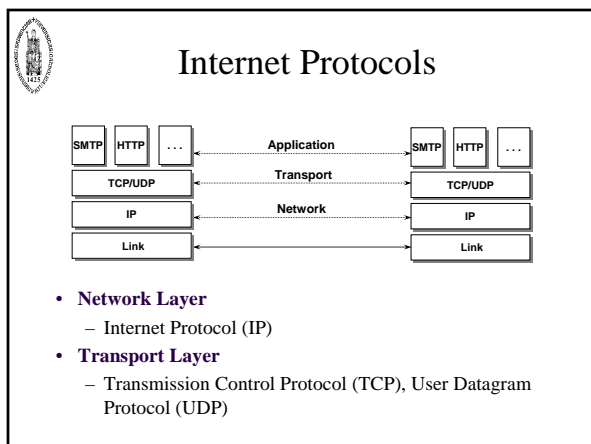 Internet Protocols
SMTP HTTP ... Application SMTP HTTP ...
TCP/UDP Transport TCP/UDP
IP Network IP
Link Link
• Network Layer
– Internet Protocol (IP)
• Transport Layer
– Transmission Control Protocol (TCP), User Datagram
Protocol (UDP)
1425